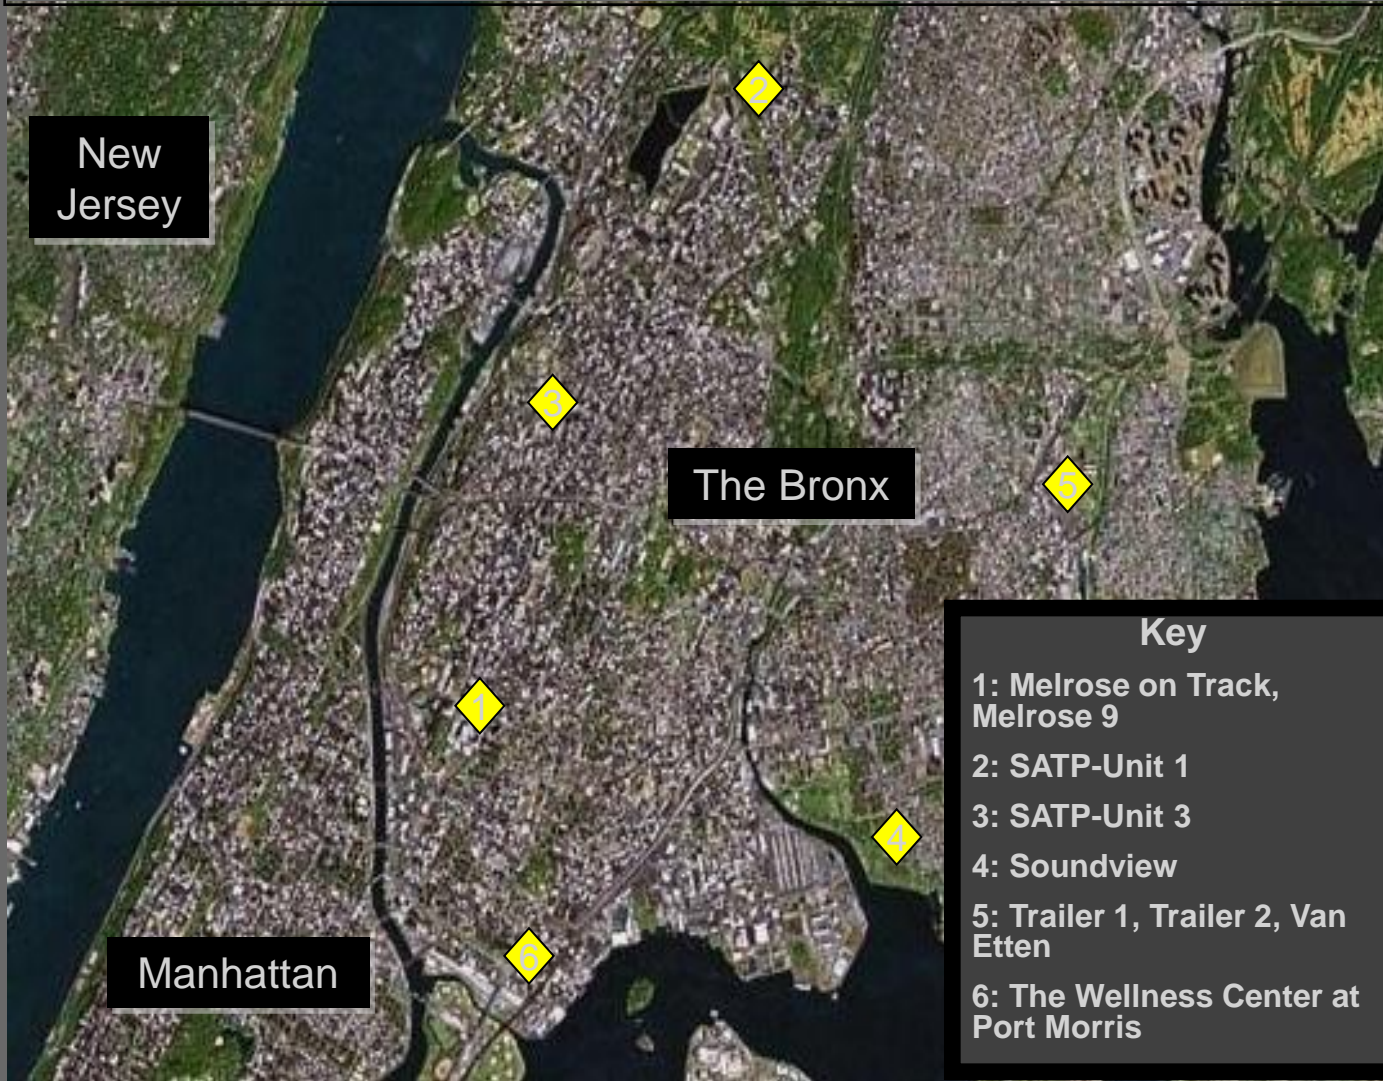 2
New
Jersey
3
The Bronx
5
1
4
Manhattan
6
Key
1: Melrose on Track,
Melrose 9
2: SATP-Unit 1
3: SATP-Unit 3
4: Soundview
5: Trailer 1, Trailer 2, Van
Etten
6: The Wellness Center at
Port Morris